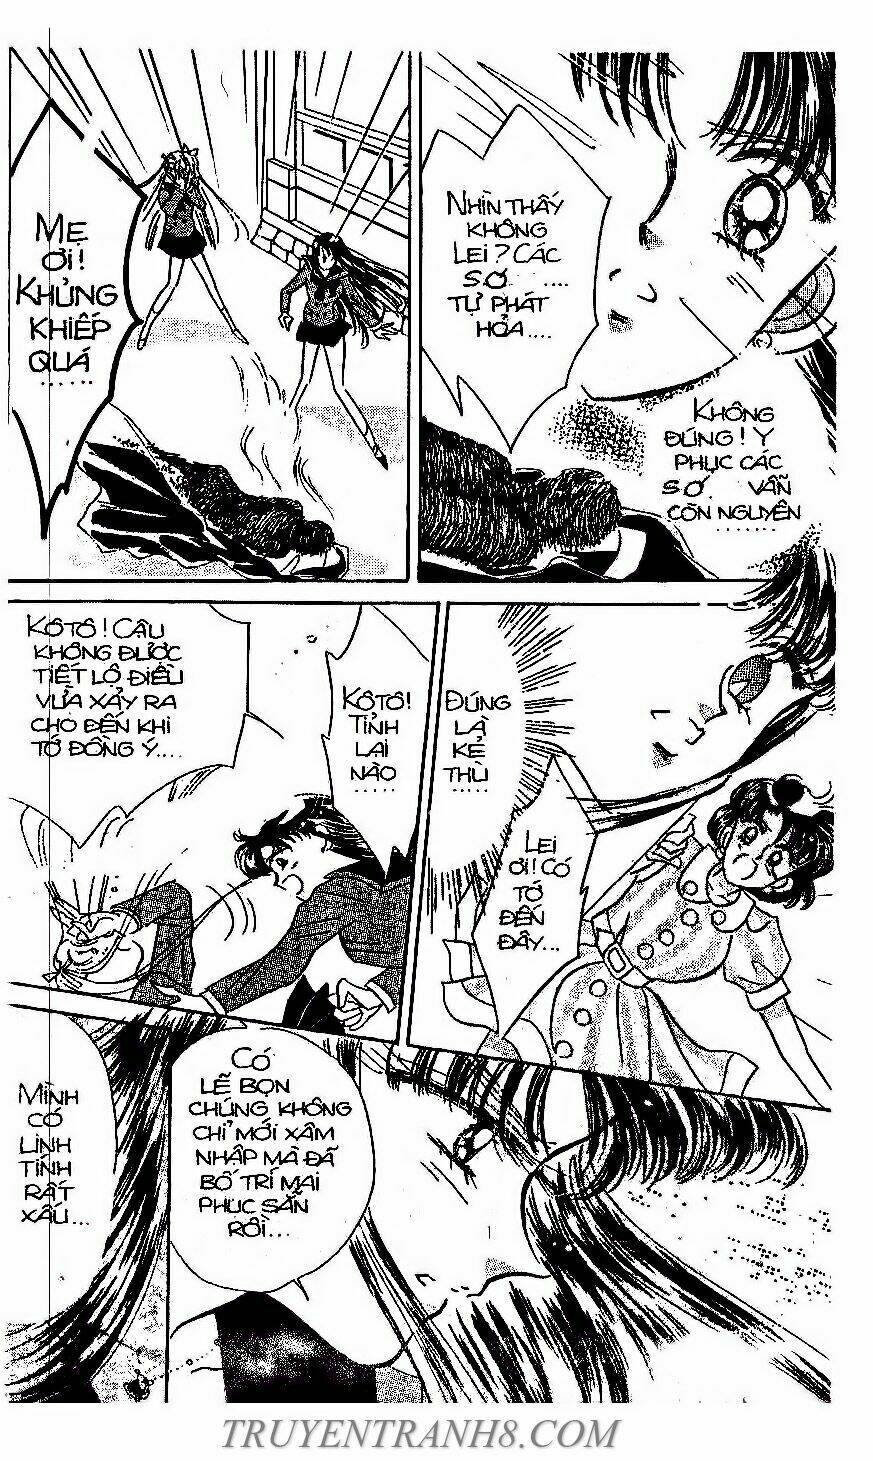 MẸ
ƠI!
KHỦNG
KHIẾP
QUÁ
......
NHÌN THẤY
KHÔNG
LEI? CÁC
SƠ ....
TỰ PHÁT
HỎA....
KHÔNG
ĐÚNG! Y
PHỤC CÁC
SƠ VẪN
CÒN NGUYÊN
.......
KÔTÔ! CẬU
KHÔNG ĐƯỢC
TIẾT LỘ ĐIỀU
VỪA XẢY RA
CHO ĐẾN KHI
TỚ ĐỒNG Ý....
KÔTÔ!
TỈNH
LẠI
NÀO
.....
ĐÚNG
LÀ
KẺ
THÙ
.....
LEI
ƠI! CÓ
TỚ
ĐẾN
ĐÂY...
MÌNH
CÓ
LINH
TÍNH
RẤT
XẤU...
CÓ
LẼ BỌN
CHÚNG KHÔNG
CHỈ MỚI XÂM
NHẬP MÀ ĐÃ
BỐ TRÍ MAI
PHỤC SẴN
RỒI...
TRUYENTRANH8.COM